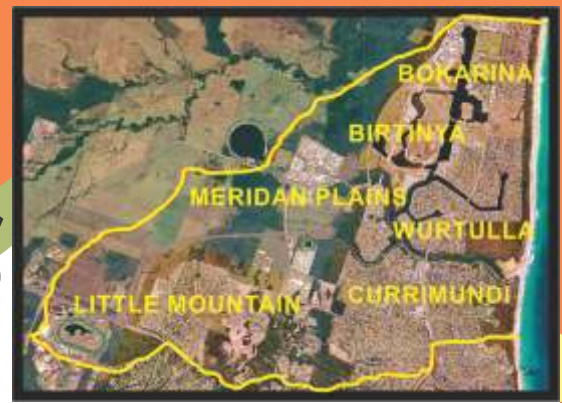 BOKARINA
BIRTINYA
MERIDAN PLAINS
WURTULLA
LITTLE MOUNTAIN
CURRIMUNDI